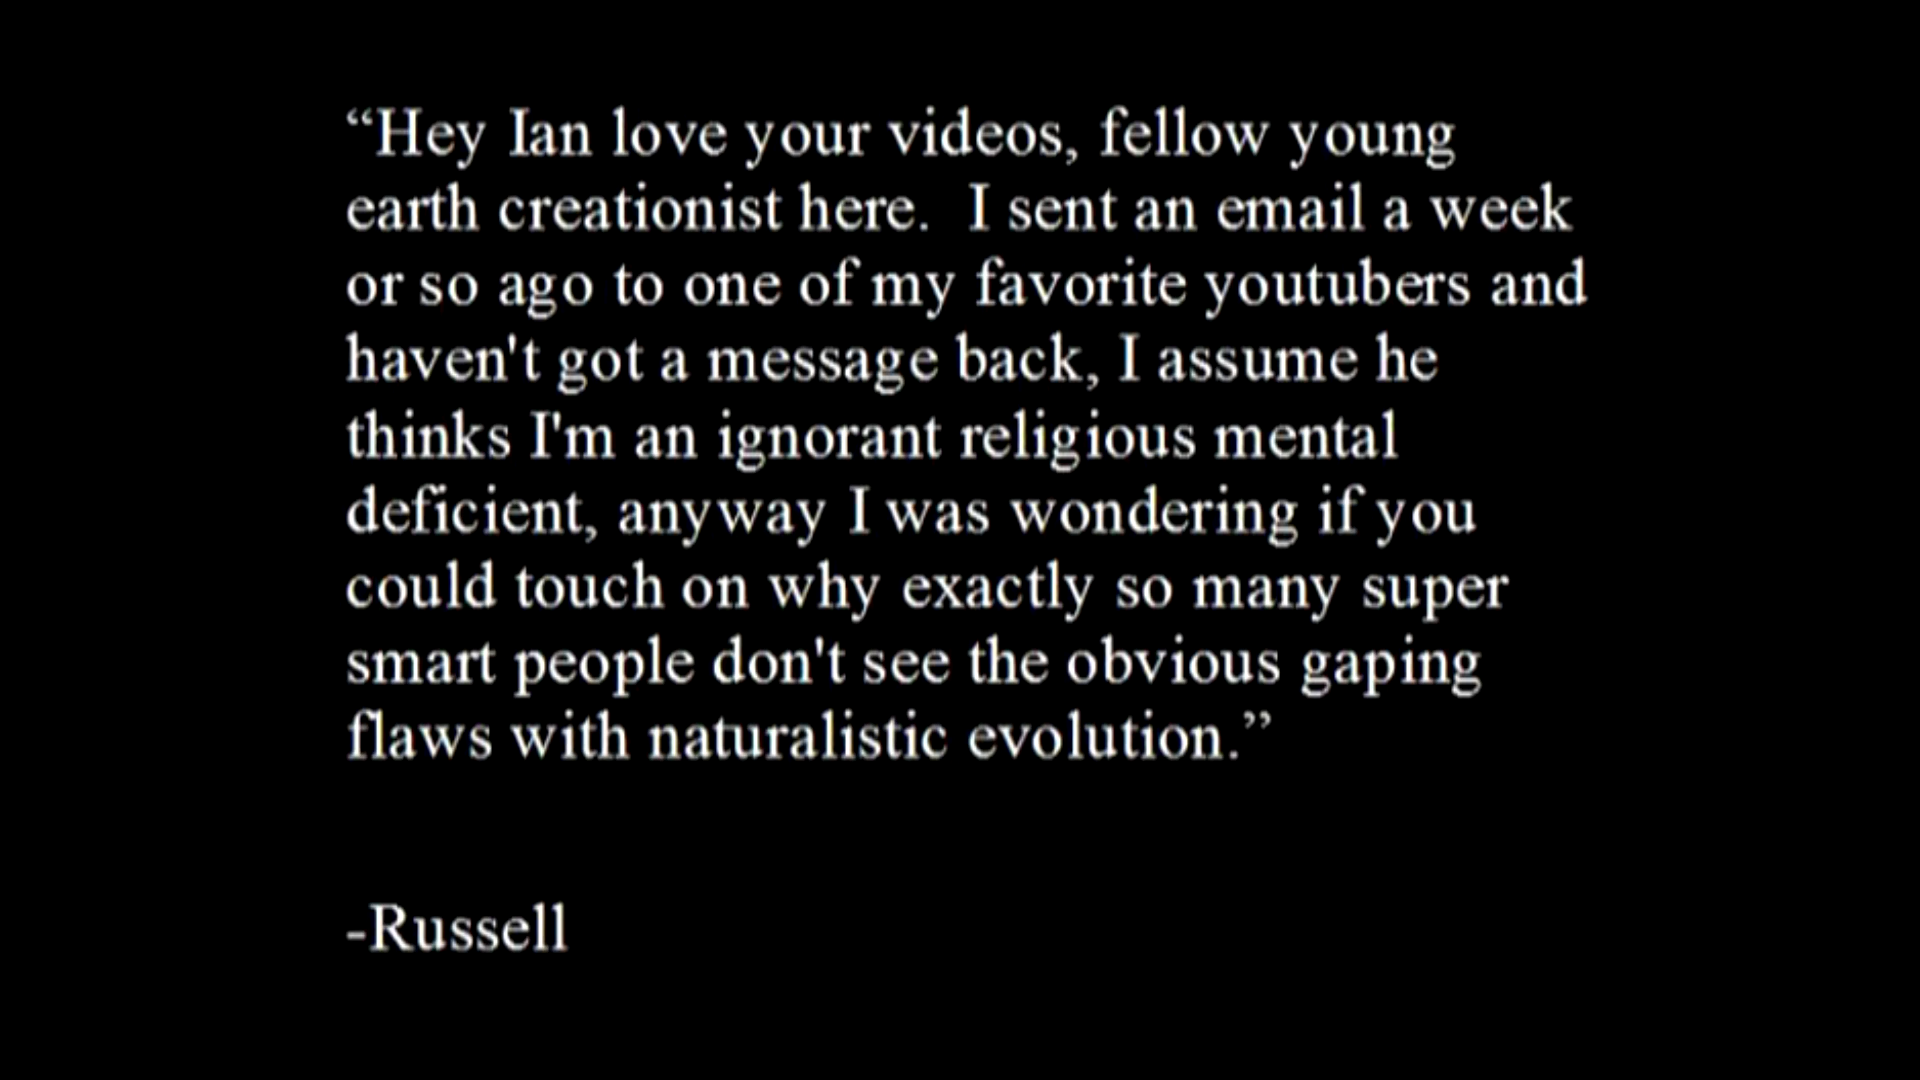 “Hey Ian love your videos, fellow young
earth creationist here.  I sent an email a week
or so ago to one of my favorite youtubers and
haven't got a message back, I assume he
thinks I'm an ignorant religious mental
deficient, anyway I was wondering if you
could touch on why exactly so many super
smart people don't see the obvious gaping
flaws with naturalistic evolution.”
-Russell